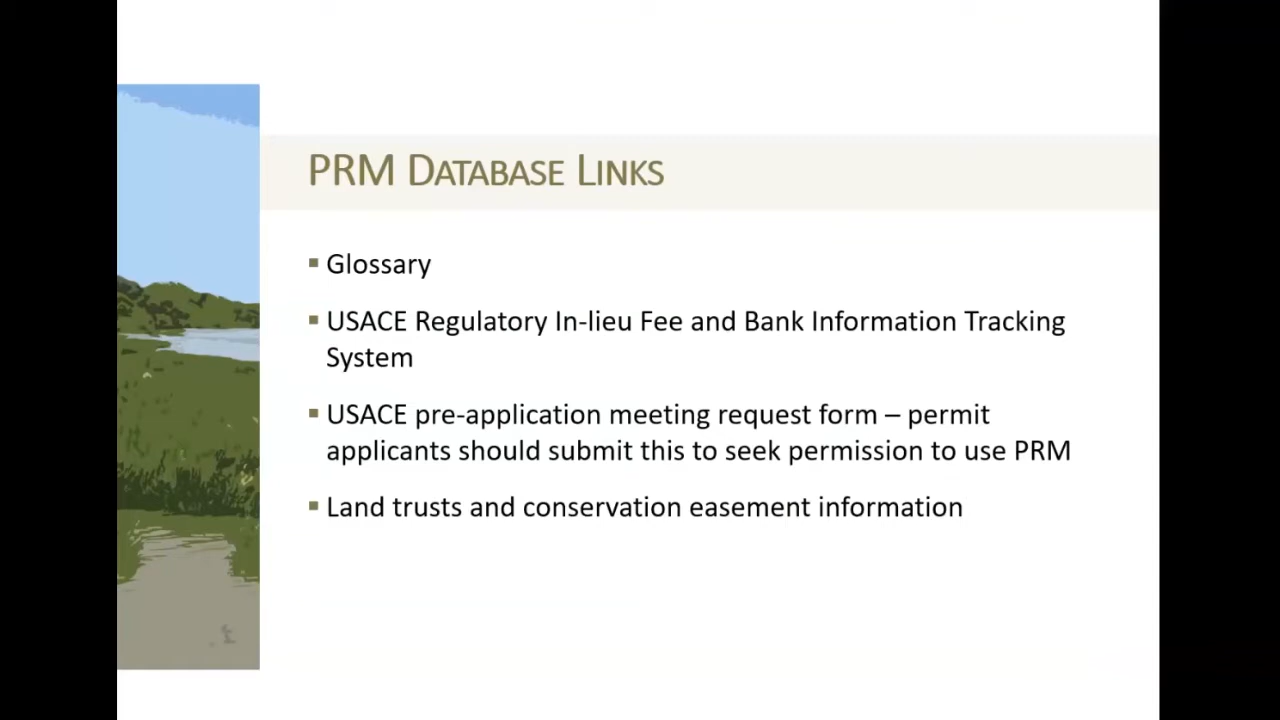 PRM DATABASE LINKS
▪ Glossary
▪ USACE Regulatory In-lieu Fee and Bank Information Tracking
System
▪ USACE pre-application meeting request form – permit
applicants should submit this to seek permission to use PRM
▪ Land trusts and conservation easement information